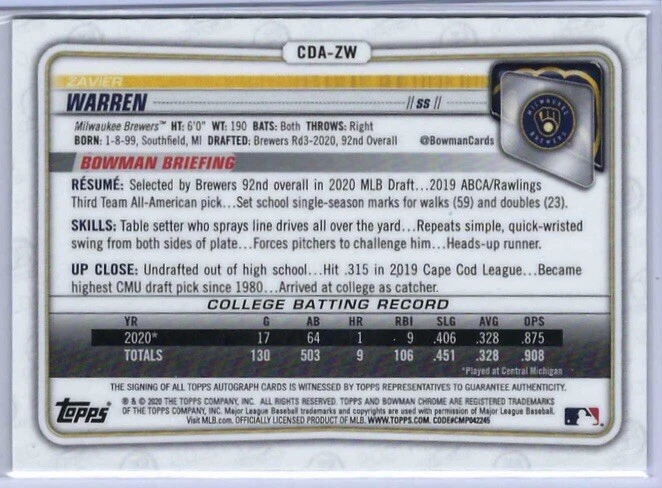 CDA-ZW
ZAVIER
WARREN // SS //
Milwaukee Brewers™ HT: 6'0" WT: 190 BATS: Both THROWS: Right
BORN: 1-8-99, Southfield, MI DRAFTED: Brewers Rd3-2020, 92nd Overall @BowmanCards
MILWAUKEE BREWERS
BOWMAN BRIEFING
RÉSUMÉ: Selected by Brewers 92nd overall in 2020 MLB Draft...2019 ABCA/Rawlings
Third Team All-American pick...Set school single-season marks for walks (59) and doubles (23).
SKILLS: Table setter who sprays line drives all over the yard...Repeats simple, quick-wristed
swing from both sides of plate...Forces pitchers to challenge him...Heads-up runner.
UP CLOSE: Undrafted out of high school...Hit .315 in 2019 Cape Cod League...Became
highest CMU draft pick since 1980...Arrived at college as catcher.
COLLEGE BATTING RECORD
YR G AB HR RBI SLG AVG OPS
2020* 17 64 1 9 .406 .328 .875
TOTALS 130 503 9 106 .451 .328 .908
*Played at Central Michigan
THE SIGNING OF ALL TOPPS AUTOGRAPH CARDS IS WITNESSED BY TOPPS REPRESENTATIVES TO GUARANTEE AUTHENTICITY.
® & © 2020 THE TOPPS COMPANY, INC. ALL RIGHTS RESERVED. TOPPS AND BOWMAN CHROME ARE REGISTERED TRADEMARKS
OF THE TOPPS COMPANY, INC. Major League Baseball trademarks and copyrights are used with permission of Major League Baseball.
Visit MLB.com. OFFICIALLY LICENSED PRODUCT OF MLB. WWW.TOPPS.COM. CODE#CMP042245
TOPPS